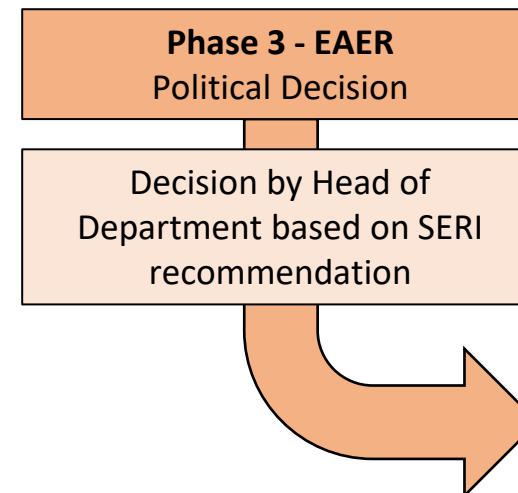 Phase 3 - EAER
Political Decision
Decision by Head of
Department based on SERI
recommendation